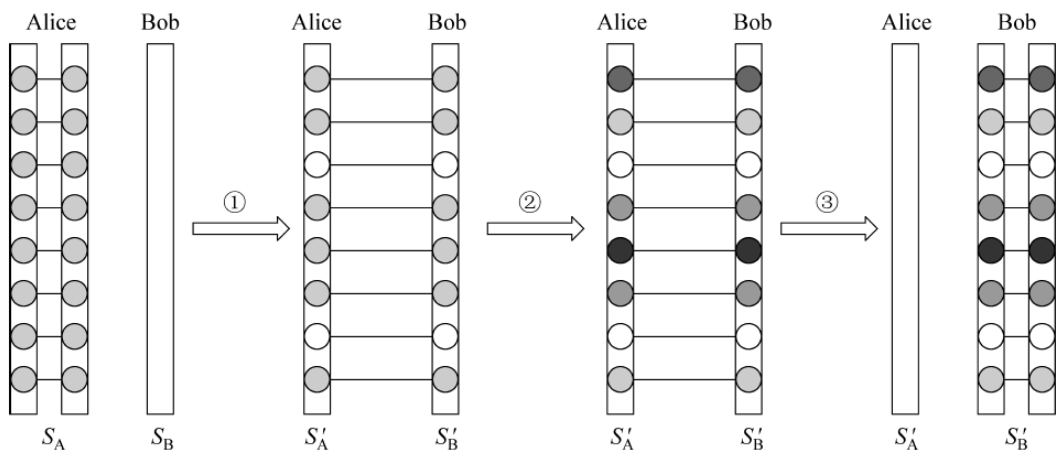 Alice Bob Alice Bob Alice Bob Alice Bob
① ② ③
S_A S_B S'_A S'_B S'_A S'_B S'_A S'_B